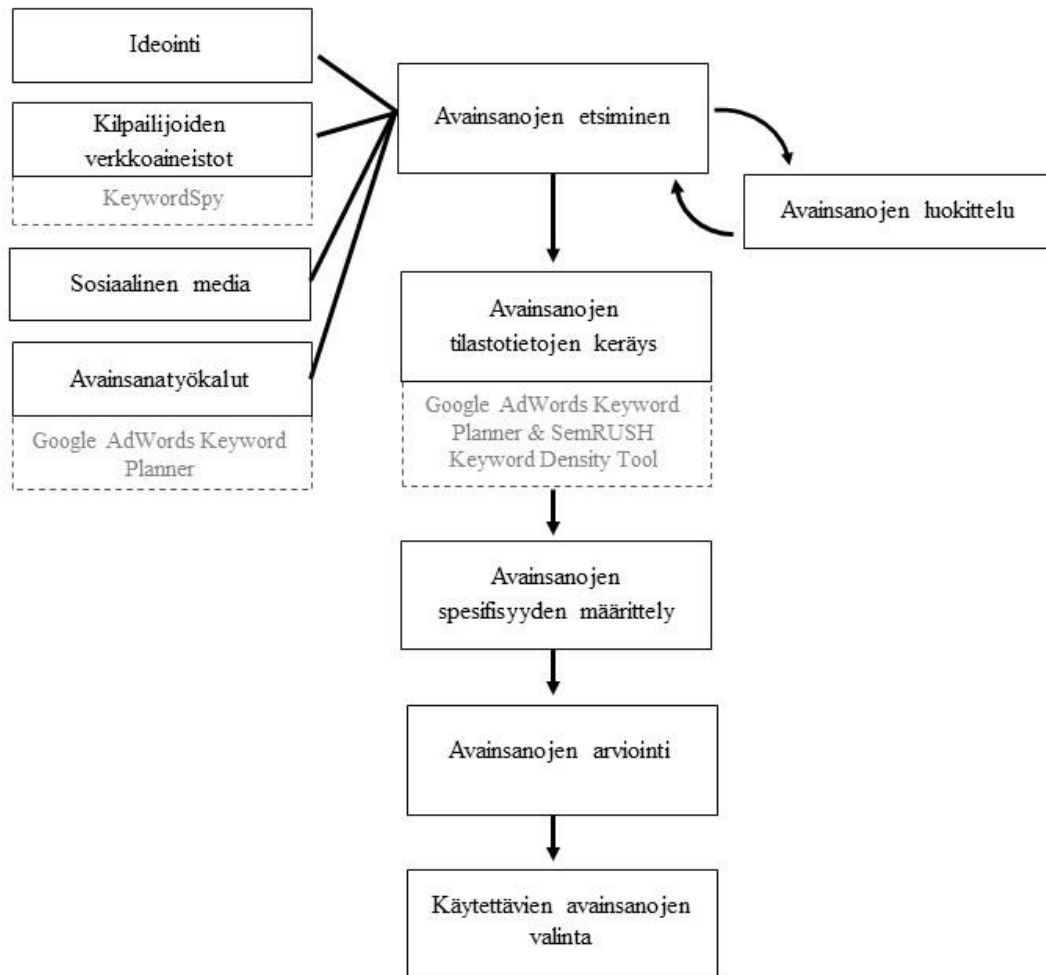 Ideointi
Kilpailijoiden
verkkoaineistot
KeywordSpy
Sosiaalinen media
Avainsanatyökalut
Google AdWords Keyword
Planner
Avainsanojen etsiminen
Avainsanojen luokittelu
Avainsanojen
tilastotietojen keräys
Google AdWords Keyword
Planner & SemRUSH
Keyword Density Tool
Avainsanojen
spesifisyyden määrittely
Avainsanojen arviointi
Käytettävien avainsanojen
valinta